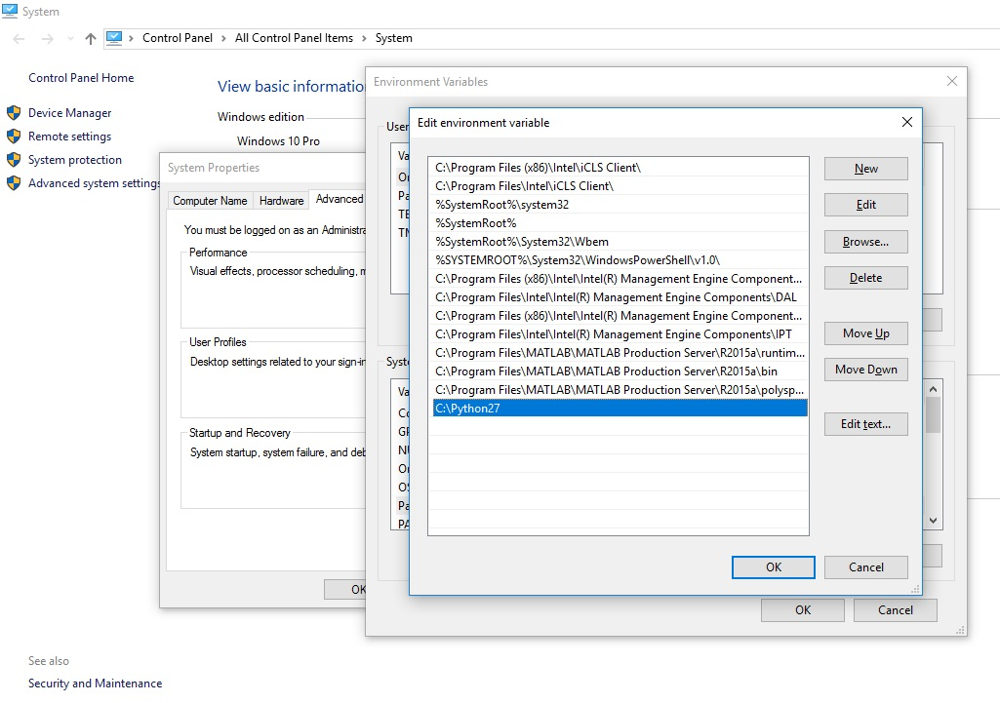 System
Control Panel > All Control Panel Items > System
Control Panel Home
Device Manager
Remote settings
System protection
Advanced system settings
View basic informatio
Windows edition
Windows 10 Pro
System Properties
Computer Name
Hardware
Advanced
You must be logged on as an Administra
Performance
Visual effects, processor scheduling, m
User Profiles
Desktop settings related to your sign-in
Startup and Recovery
System startup, system failure, and deb
OK
Environment Variables
User
Va
Pa
TE
Syste
Va
NU
OS
Pa
PA
Edit environment variable
C:\Program Files (x86)\Intel\iCLS Client\
C:\Program Files\Intel\iCLS Client\
%SystemRoot%\system32
%SystemRoot%
%SystemRoot%\System32\Wbem
%SYSTEMROOT%\System32\WindowsPowerShell\v1.0\
C:\Program Files (x86)\Intel\Intel(R) Management Engine Component...
C:\Program Files\Intel\Intel(R) Management Engine Components\DAL
C:\Program Files (x86)\Intel\Intel(R) Management Engine Component...
C:\Program Files\Intel\Intel(R) Management Engine Components\IPT
C:\Program Files\MATLAB\MATLAB Production Server\R2015a\runtim...
C:\Program Files\MATLAB\MATLAB Production Server\R2015a\bin
C:\Program Files\MATLAB\MATLAB Production Server\R2015a\polysp...
C:\Python27
New
Edit
Browse...
Delete
Move Up
Move Down
Edit text...
OK
Cancel
OK
Cancel
See also
Security and Maintenance